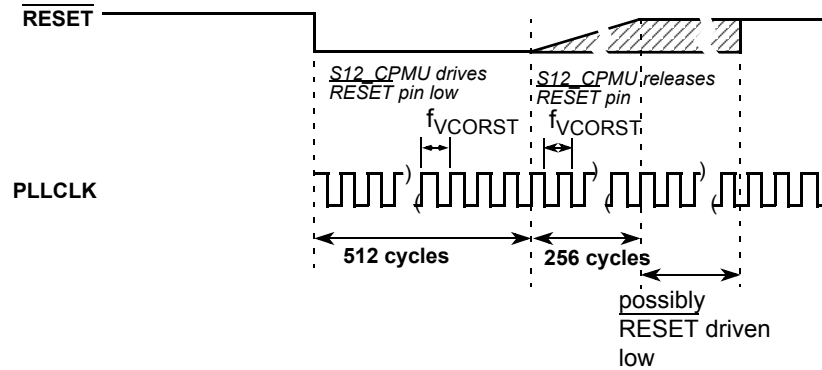 RESET
S12_CPMU drives
RESET pin low
S12_CPMU releases
RESET pin
fVCORST
fVCORST
PLLCLK
512 cycles
256 cycles
possibly
RESET driven
low